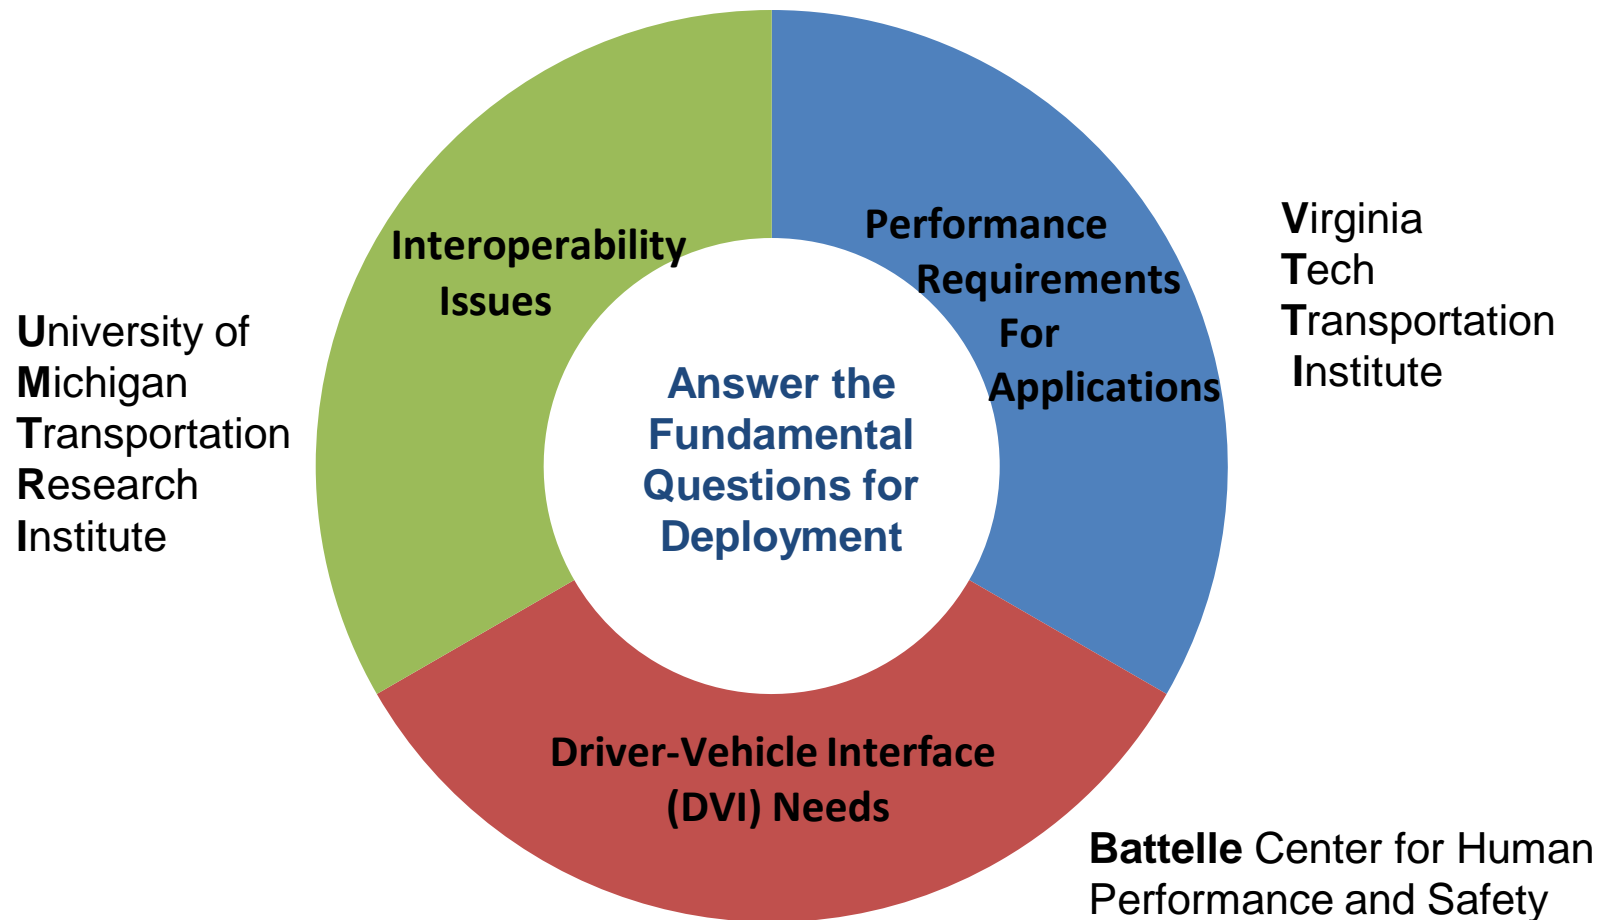 Interoperability
Issues
Performance
Requirements
For
Applications
Virginia
Tech
Transportation
Institute
University of
Michigan
Transportation
Research
Institute
Answer the
Fundamental
Questions for
Deployment
Driver-Vehicle Interface
(DVI) Needs
Battelle Center for Human
Performance and Safety